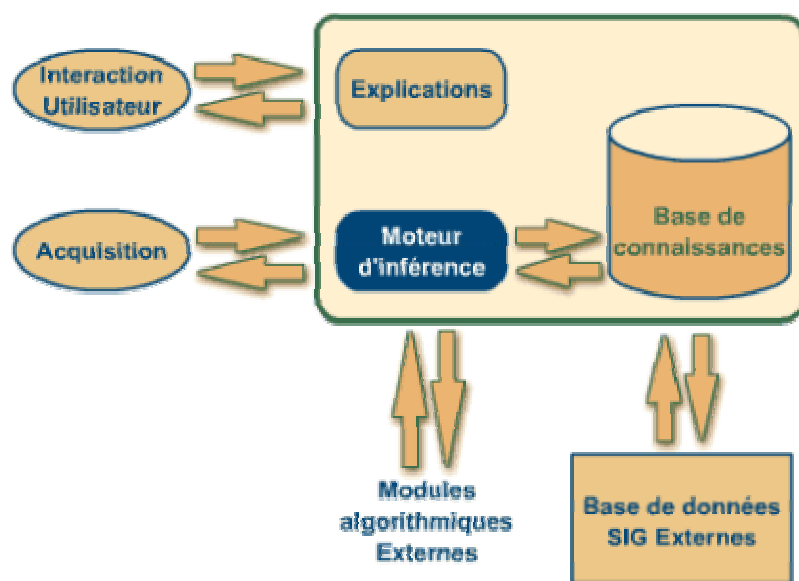 Interaction
Utilisateur
Explications
Acquisition
Moteur
d'inférence
Base de
connaissances
Modules
algorithmiques
Externes
Base de données
SIG Externes